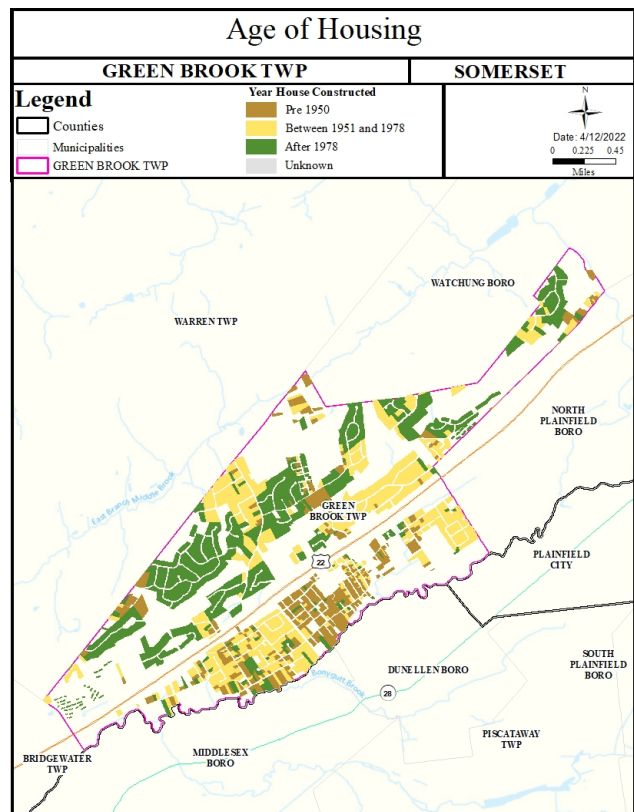 Age of Housing
GREEN BROOK TWP
SOMERSET
Legend
Counties
Municipalities
GREEN BROOK TWP
Year House Constructed
Pre 1950
Between 1951 and 1978
After 1978
Unknown
N
Date: 4/12/2022
0 0.225 0.45
Miles
WATCHUNG BORO
WARREN TWP
NORTH
PLAINFIELD
BORO
East Branch Middle Brook
GREEN
BROOK TWP
22
PLAINFIELD
CITY
SOUTH
PLAINFIELD
BORO
DUNELLEN BORO
Bonygutt Brook
28
PISCATAWAY
TWP
MIDDLESEX
BORO
BRIDGEWATER
TWP